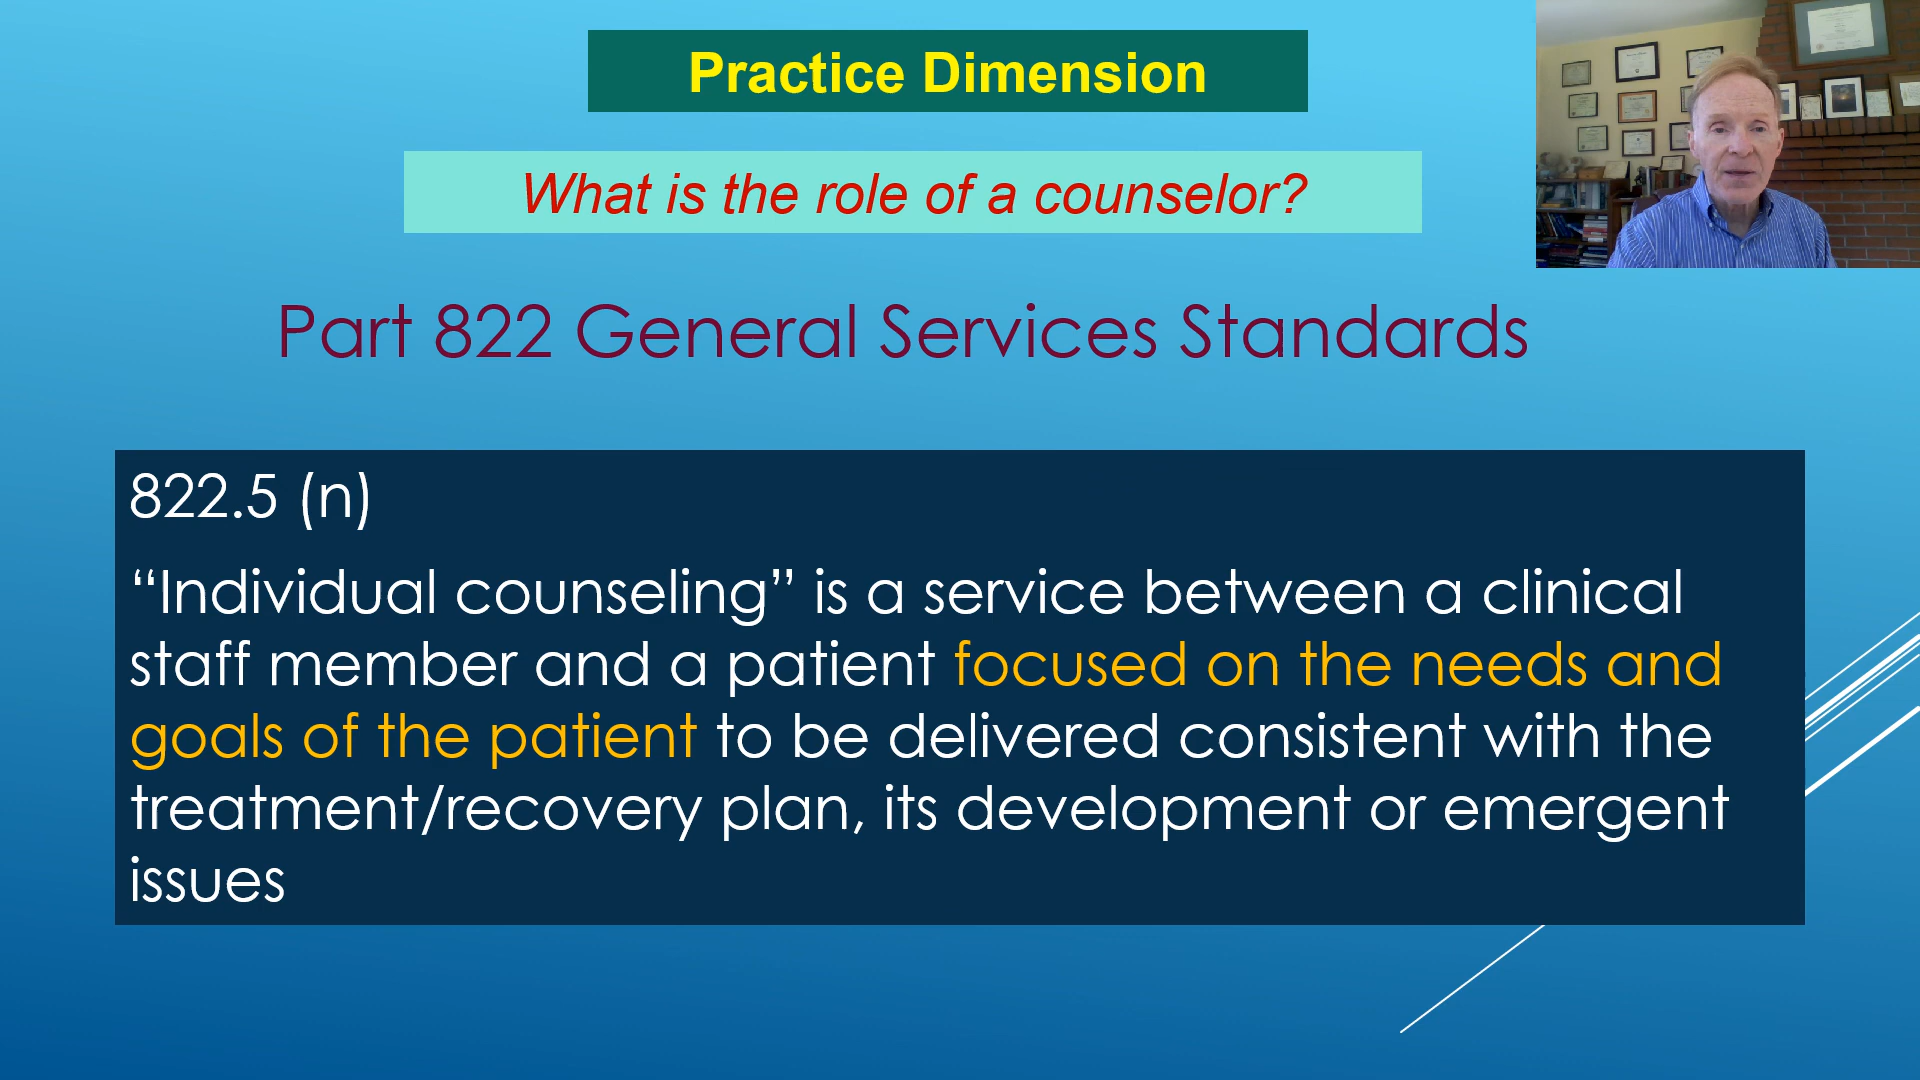 Practice Dimension
What is the role of a counselor?
Part 822 General Services Standards
822.5 (n)
“Individual counseling” is a service between a clinical
staff member and a patient focused on the needs and
goals of the patient to be delivered consistent with the
treatment/recovery plan, its development or emergent
issues